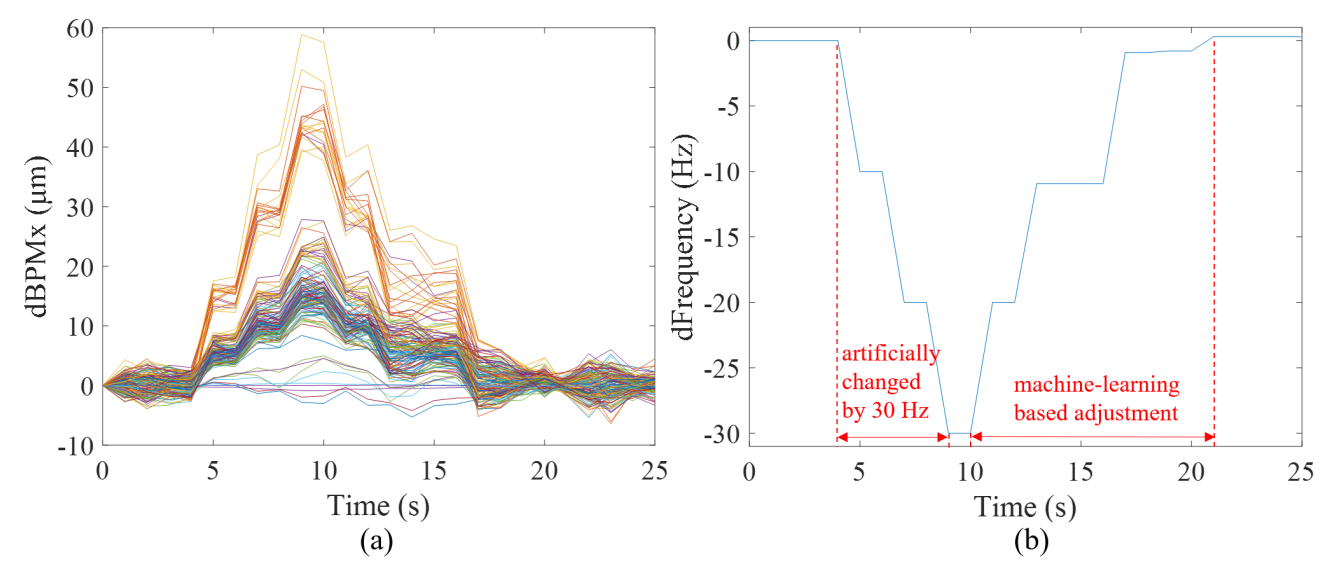 60
50
40
30
20
10
0
-10
dBPMx (μm)
0 5 10 15 20 25
Time (s)
(a)
0
-5
-10
-15
-20
-25
-30
dFrequency (Hz)
artificially
changed
by 30 Hz
machine-learning
based adjustment
0 5 10 15 20 25
Time (s)
(b)